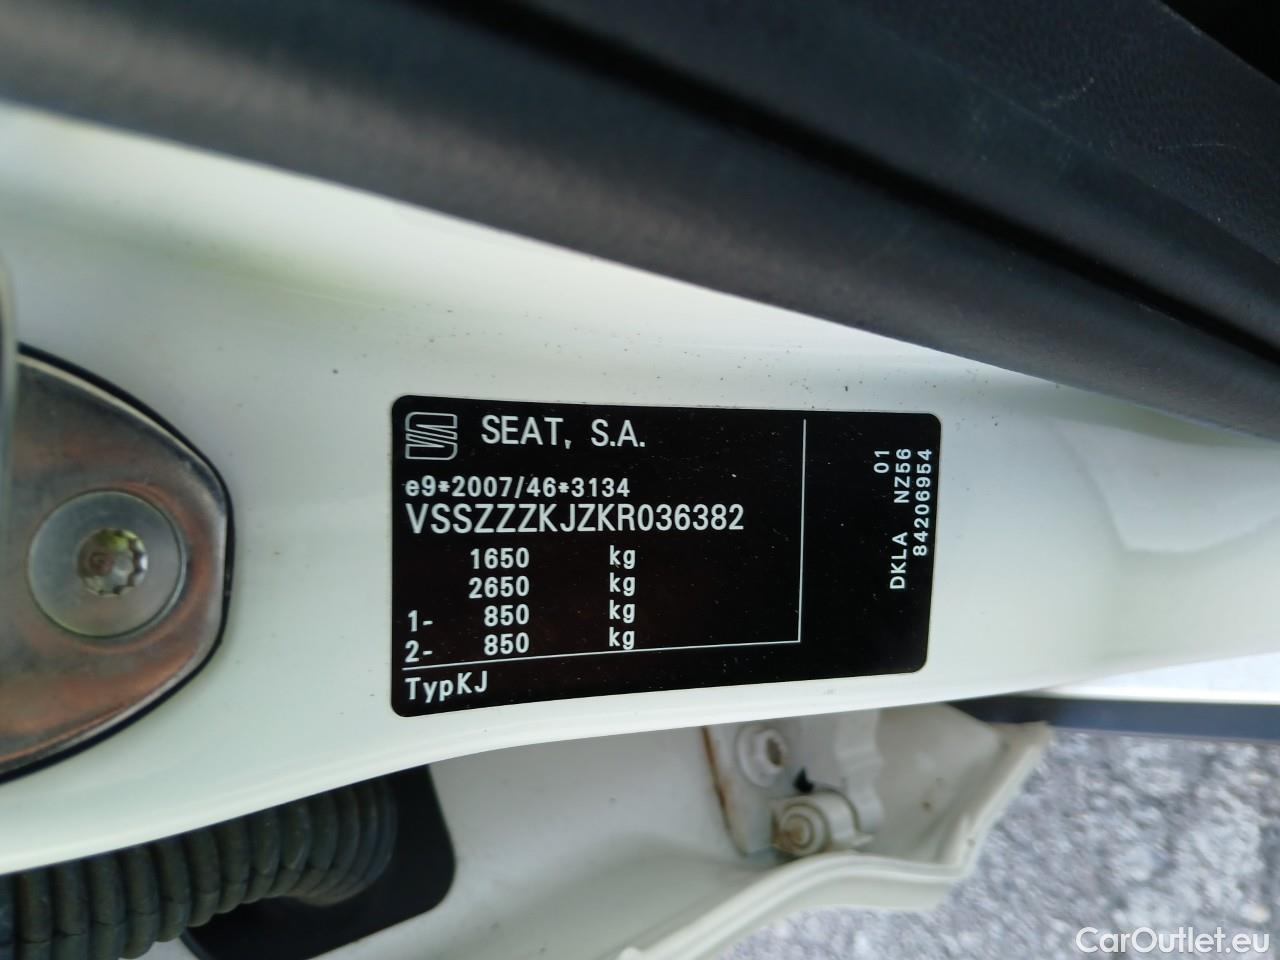 SEAT, S.A.
e9*2007/46*3134
VSSZZZKJZKR036382
1650 kg
2650 kg
1- 850 kg
2- 850 kg
TypKJ
01
DKLA NZ56
84206954
CarOutlet.eu